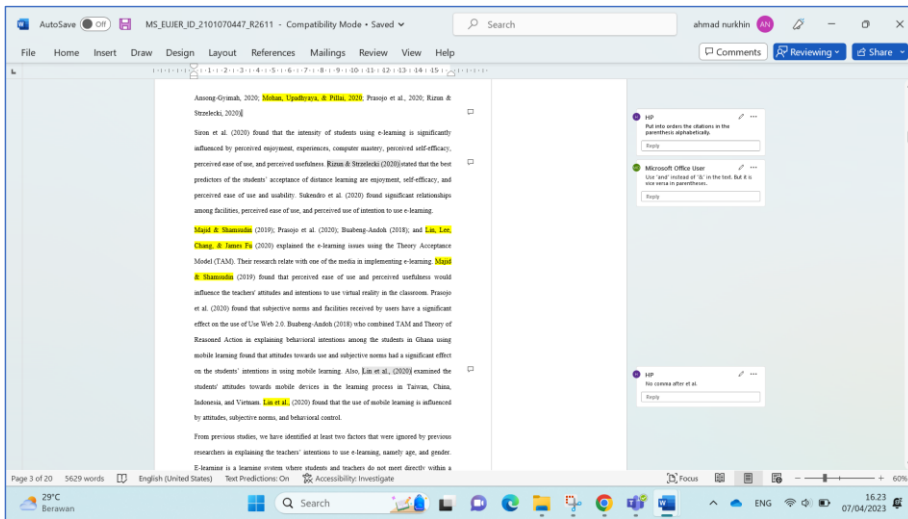 AutoSave Off MS_EUJER_ID_2101070447_R2611 - Compatibility Mode • Saved Search ahmad nurkhin AN
File Home Insert Draw Design Layout References Mailings Review View Help Comments Reviewing Share
Ansong-Gyimah, 2020; Mohan, Upadhyaya, & Pillai, 2020; Prasojo et al., 2020; Rizun &
Strzelecki, 2020)
Siron et al. (2020) found that the intensity of students using e-learning is significantly
influenced by perceived enjoyment, experiences, computer mastery, perceived self-efficacy,
perceived ease of use, and perceived usefulness. Rizun & Strzelecki (2020) stated that the best
predictors of the students' acceptance of distance learning are enjoyment, self-efficacy, and
perceived ease of use and usability. Sukendro et al. (2020) found significant relationships
among facilities, perceived ease of use, and perceived use of intention to use e-learning.
Majid & Shamsudin (2019); Prasojo et al. (2020); Buabeng-Andoh (2018); and Lin, Lee,
Chang, & James Fu (2020) explained the e-learning issues using the Theory Acceptance
Model (TAM). Their research relate with one of the media in implementing e-learning. Majid
& Shamsudin (2019) found that perceived ease of use and perceived usefulness would
influence the teachers' attitudes and intentions to use virtual reality in the classroom. Prasojo
et al. (2020) found that subjective norms and facilities received by users have a significant
effect on the use of Use Web 2.0. Buabeng-Andoh (2018) who combined TAM and Theory of
Reasoned Action in explaining behavioral intentions among the students in Ghana using
mobile learning found that attitudes towards use and subjective norms had a significant effect
on the students' intentions in using mobile learning. Also, Lin et al., (2020) examined the
students' attitudes towards mobile devices in the learning process in Taiwan, China,
Indonesia, and Vietnam. Lin et al., (2020) found that the use of mobile learning is influenced
by attitudes, subjective norms, and behavioral control.
From previous studies, we have identified at least two factors that were ignored by previous
researchers in explaining the teachers' intentions to use e-learning, namely age, and gender.
E-learning is a learning system where students and teachers do not meet directly within a
HP
Put into orders the citations in the
parenthesis alphabetically.
Reply
Microsoft Office User
Use 'and' instead of '&' in the text. But it is
vice versa in parentheses.
Reply
HP
No comma after et al.
Reply
Page 3 of 20 5629 words English (United States) Text Predictions: On Accessibility: Investigate Focus 60%
29°C
Berawan
Search
ENG
16.23
07/04/2023